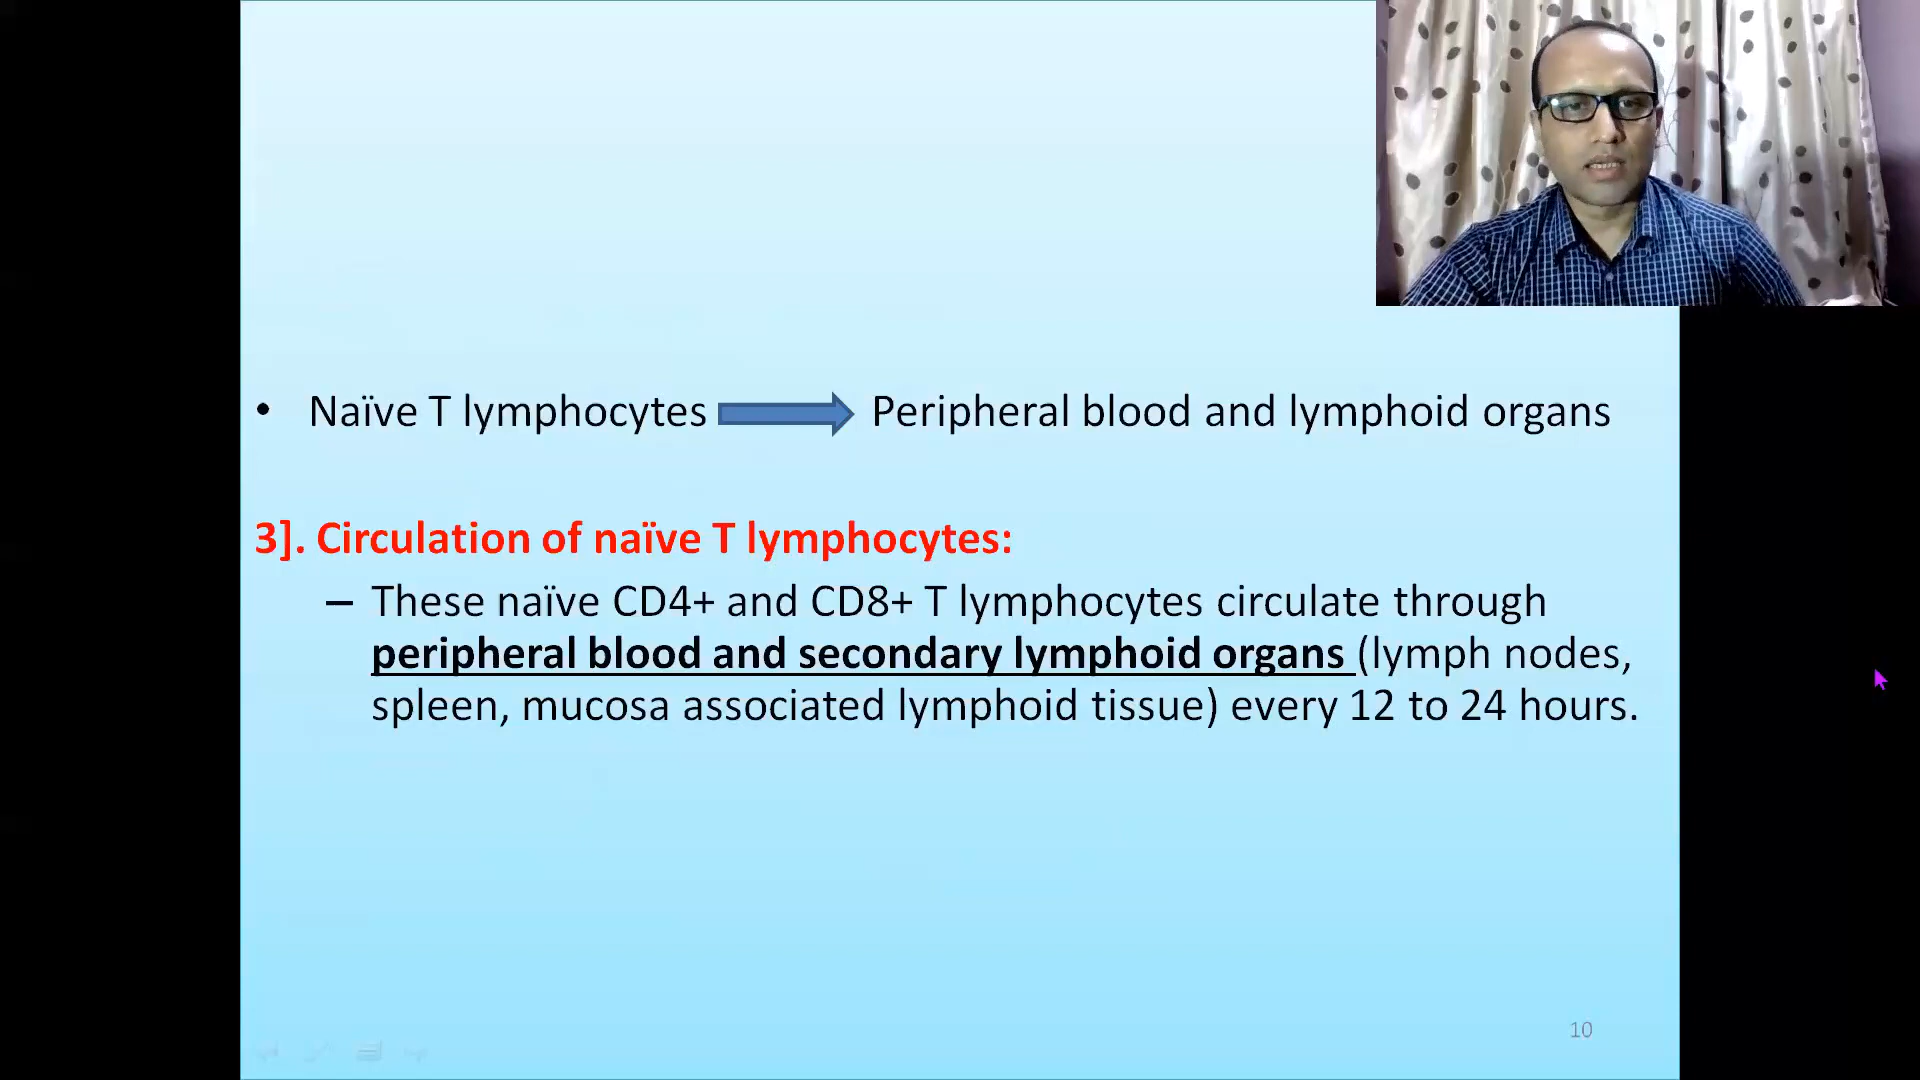 • Naïve T lymphocytes Peripheral blood and lymphoid organs
3]. Circulation of naïve T lymphocytes:
– These naïve CD4+ and CD8+ T lymphocytes circulate through
peripheral blood and secondary lymphoid organs (lymph nodes,
spleen, mucosa associated lymphoid tissue) every 12 to 24 hours.
10